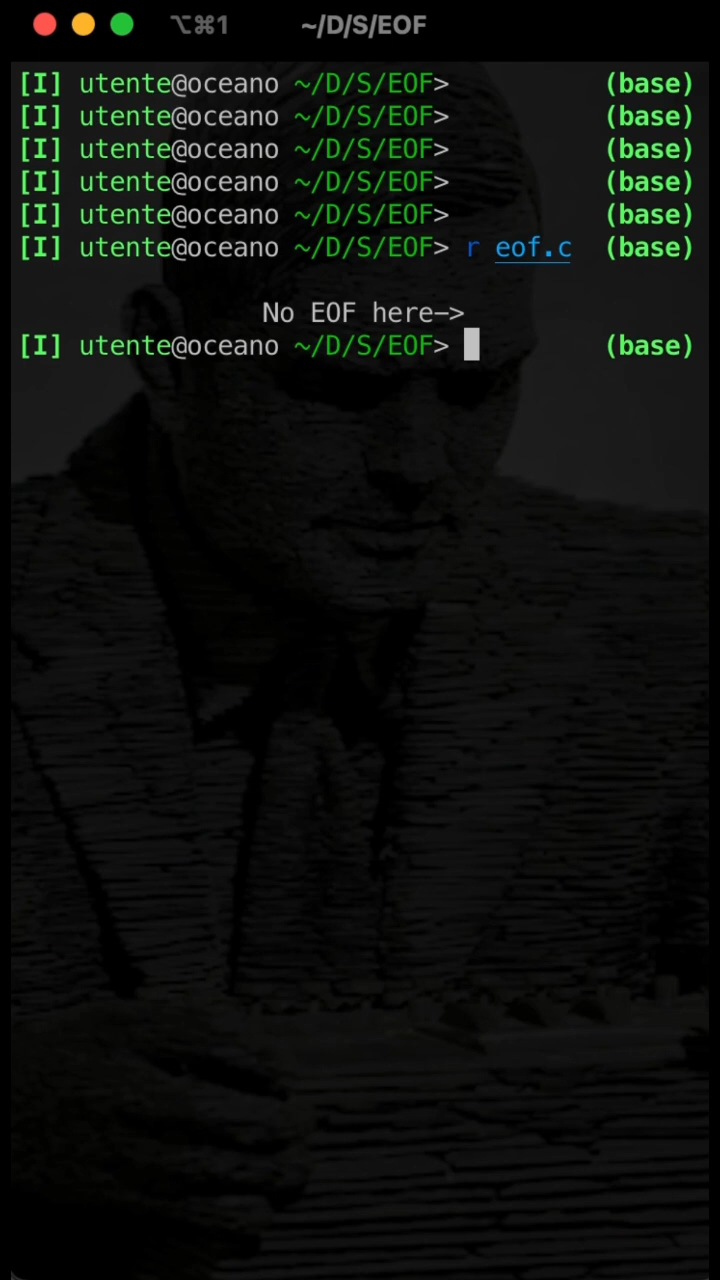 ⌥⌘1 ~/D/S/EOF
[I] utente@oceano ~/D/S/EOF> (base)
[I] utente@oceano ~/D/S/EOF> (base)
[I] utente@oceano ~/D/S/EOF> (base)
[I] utente@oceano ~/D/S/EOF> (base)
[I] utente@oceano ~/D/S/EOF> (base)
[I] utente@oceano ~/D/S/EOF> r eof.c (base)
No EOF here—>
[I] utente@oceano ~/D/S/EOF> (base)